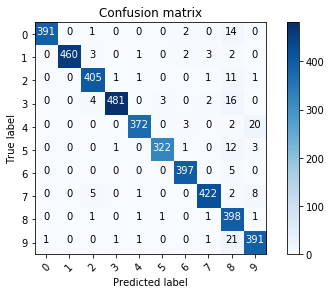 Confusion matrix
0 391 0 1 0 0 0 2 0 14 0
1 0 460 3 0 1 0 2 3 2 0
2 0 0 405 1 1 0 0 1 11 1
3 0 0 4 481 0 3 0 2 16 0
4 0 0 0 0 372 0 3 0 2 20
5 0 0 0 1 0 322 1 0 12 3
6 0 0 0 0 0 0 397 0 5 0
7 0 0 5 0 1 0 0 422 2 8
8 0 0 1 0 1 1 0 1 398 1
9 1 0 0 1 1 0 0 1 21 391
0 1 2 3 4 5 6 7 8 9
Predicted label
True label
400
300
200
100
0